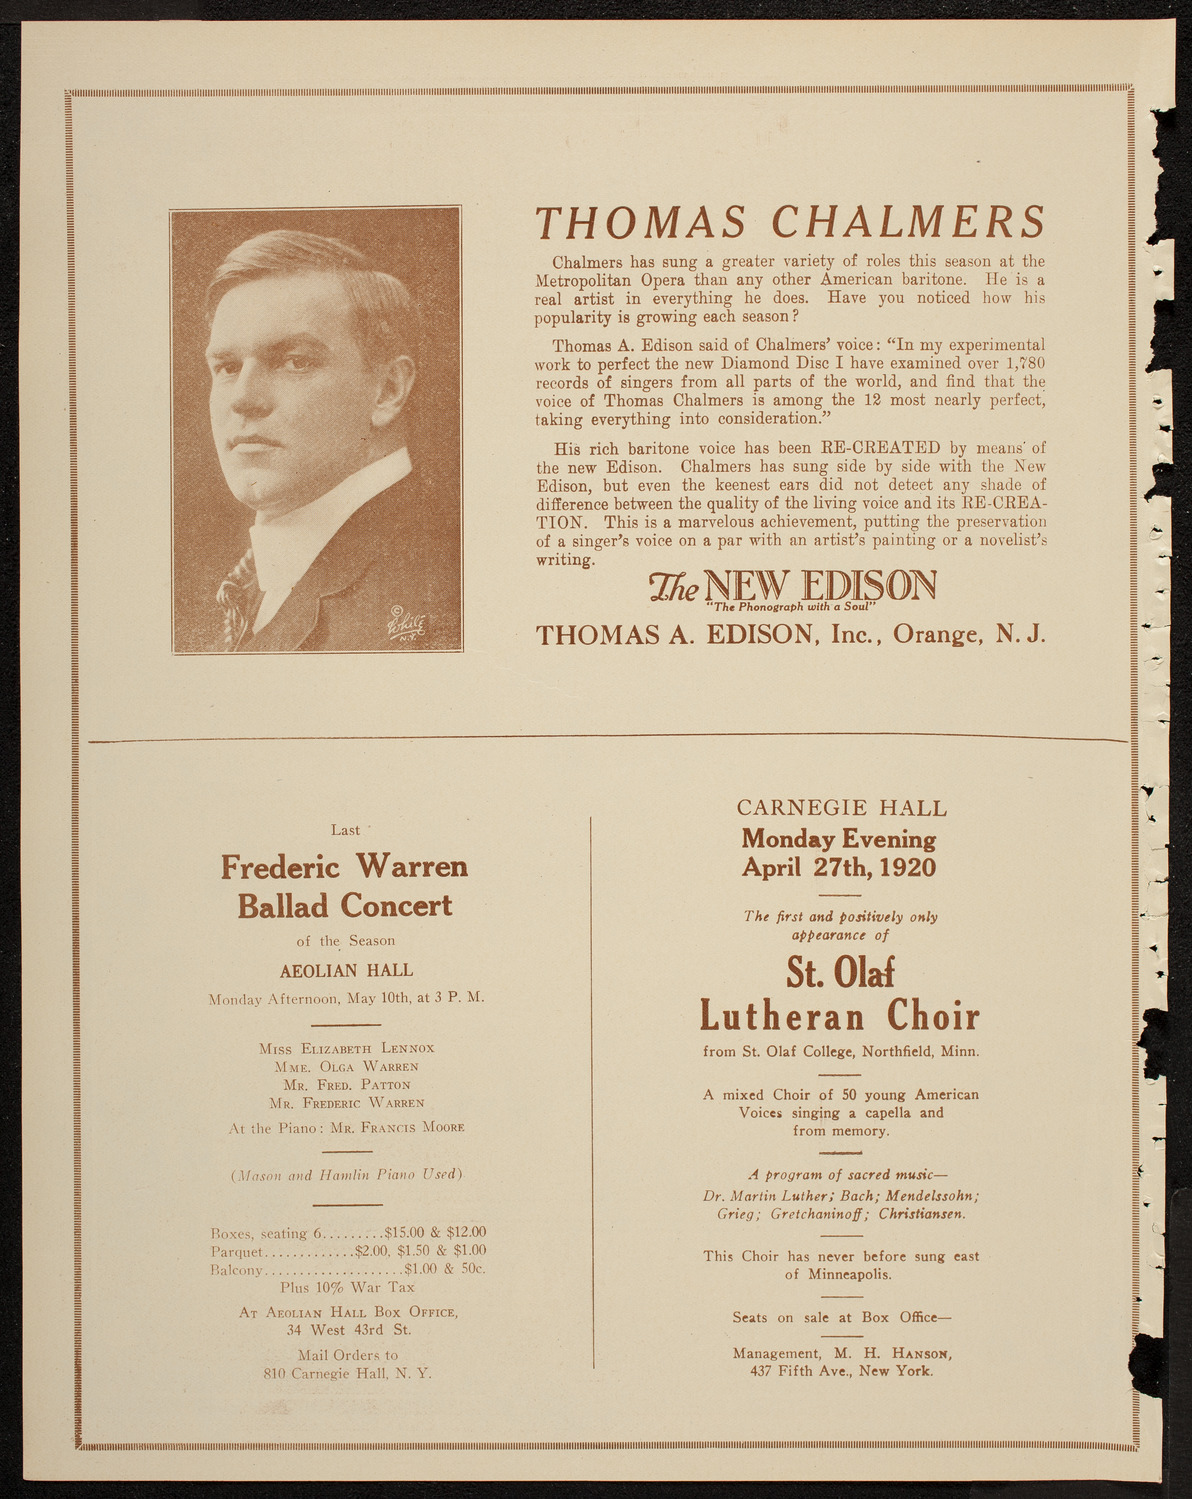 THOMAS CHALMERS
Chalmers has sung a greater variety of roles this season at the
Metropolitan Opera than any other American baritone. He is a
real artist in everything he does. Have you noticed how his
popularity is growing each season?
Thomas A. Edison said of Chalmers' voice: "In my experimental
work to perfect the new Diamond Disc I have examined over 1,780
records of singers from all parts of the world, and find that the
voice of Thomas Chalmers is among the 12 most nearly perfect,
taking everything into consideration."
His rich baritone voice has been RE-CREATED by means of
the new Edison. Chalmers has sung side by side with the New
Edison, but even the keenest ears did not detect any shade of
difference between the quality of the living voice and its RE-CREA-
TION. This is a marvelous achievement, putting the preservation
of a singer's voice on a par with an artist's painting or a novelist's
writing.
The NEW EDISON
"The Phonograph with a Soul"
THOMAS A. EDISON, Inc., Orange, N. J.
©
White
N.Y.
Last
Frederic Warren
Ballad Concert
of the Season
AEOLIAN HALL
Monday Afternoon, May 10th, at 3 P. M.
MISS ELIZABETH LENNOX
MME. OLGA WARREN
MR. FRED. PATTON
MR. FREDERIC WARREN
At the Piano: MR. FRANCIS MOORE
(Mason and Hamlin Piano Used)
Boxes, seating 6.........$15.00 & $12.00
Parquet.............$2.00, $1.50 & $1.00
Balcony....................$1.00 & 50c.
Plus 10% War Tax
AT AEOLIAN HALL BOX OFFICE,
34 West 43rd St.
Mail Orders to
810 Carnegie Hall, N. Y.
CARNEGIE HALL
Monday Evening
April 27th, 1920
The first and positively only
appearance of
St. Olaf
Lutheran Choir
from St. Olaf College, Northfield, Minn.
A mixed Choir of 50 young American
Voices singing a capella and
from memory.
A program of sacred music—
Dr. Martin Luther; Bach; Mendelssohn;
Grieg; Gretchaninoff; Christiansen.
This Choir has never before sung east
of Minneapolis.
Seats on sale at Box Office—
Management, M. H. HANSON,
437 Fifth Ave., New York.